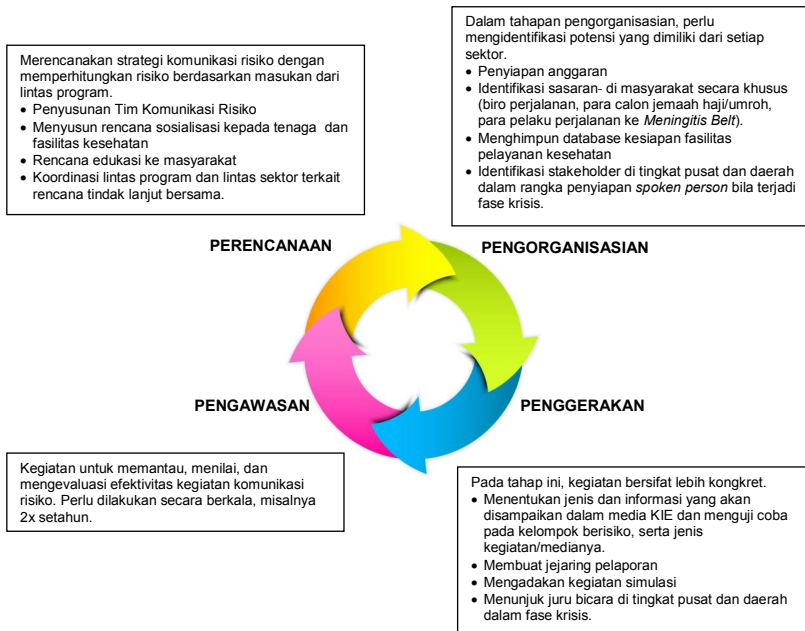 Merencanakan strategi komunikasi risiko dengan
memperhitungkan risiko berdasarkan masukan dari
lintas program.
• Penyusunan Tim Komunikasi Risiko
• Menyusun rencana sosialisasi kepada tenaga dan
fasilitas kesehatan
• Rencana edukasi ke masyarakat
• Koordinasi lintas program dan lintas sektor terkait
rencana tindak lanjut bersama.
Dalam tahapan pengorganisasian, perlu
mengidentifikasi potensi yang dimiliki dari setiap
sektor.
• Penyiapan anggaran
• Identifikasi sasaran- di masyarakat secara khusus
(biro perjalanan, para calon jemaah haji/umroh,
para pelaku perjalanan ke Meningitis Belt).
• Menghimpun database kesiapan fasilitas
pelayanan kesehatan
• Identifikasi stakeholder di tingkat pusat dan daerah
dalam rangka penyiapan spoken person bila terjadi
fase krisis.
PERENCANAAN
PENGORGANISASIAN
PENGAWASAN
PENGGERAKAN
Kegiatan untuk memantau, menilai, dan
mengevaluasi efektivitas kegiatan komunikasi
risiko. Perlu dilakukan secara berkala, misalnya
2x setahun.
Pada tahap ini, kegiatan bersifat lebih kongkret.
• Menentukan jenis dan informasi yang akan
disampaikan dalam media KIE dan menguji coba
pada kelompok berisiko, serta jenis
kegiatan/medianya.
• Membuat jejaring pelaporan
• Mengadakan kegiatan simulasi
• Menunjuk juru bicara di tingkat pusat dan daerah
dalam fase krisis.